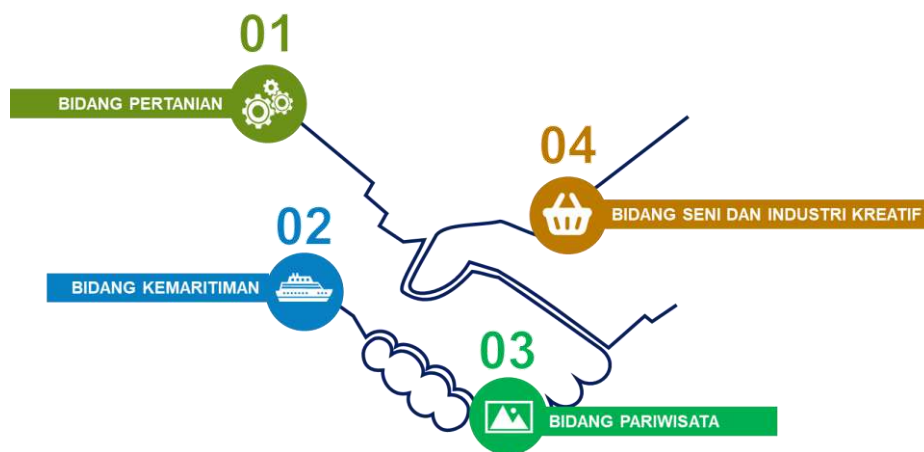 01
BIDANG PERTANIAN
04
BIDANG SENI DAN INDUSTRI KREATIF
02
BIDANG KEMARITIMAN
03
BIDANG PARIWISATA